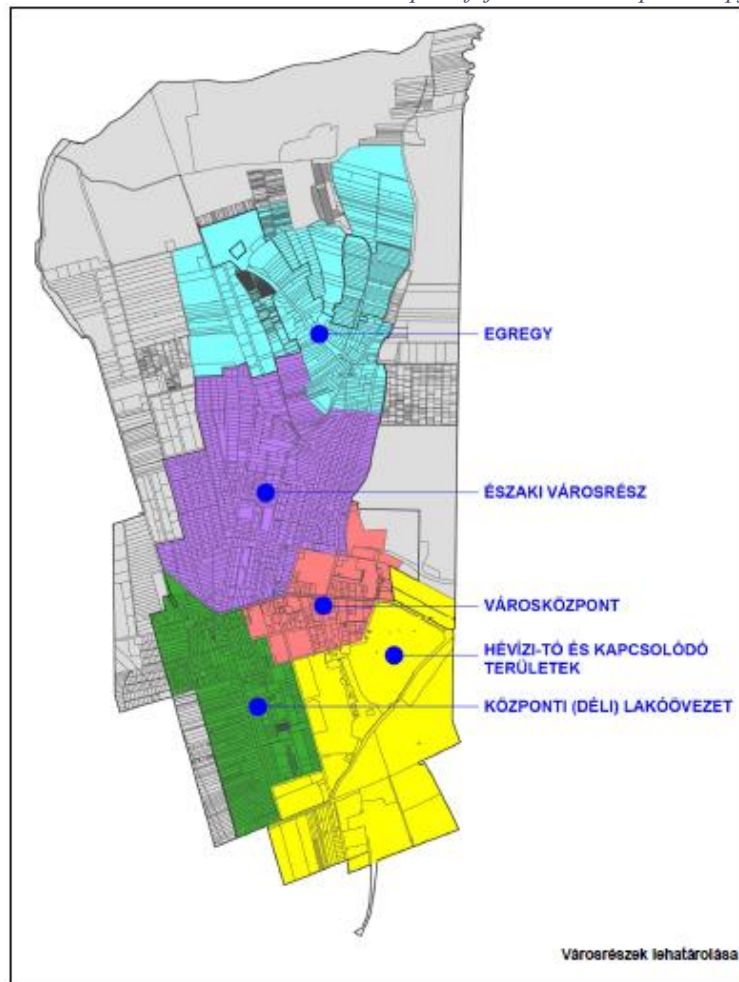 EGREGY
ÉSZAKI VÁROSRÉSZ
VÁROSKÖZPONT
HÉVÍZI-TÓ ÉS KAPCSOLÓDÓ
TERÜLETEK
KÖZPONTI (DÉLI) LAKÓÖVEZET
Városrészek lehatárolása